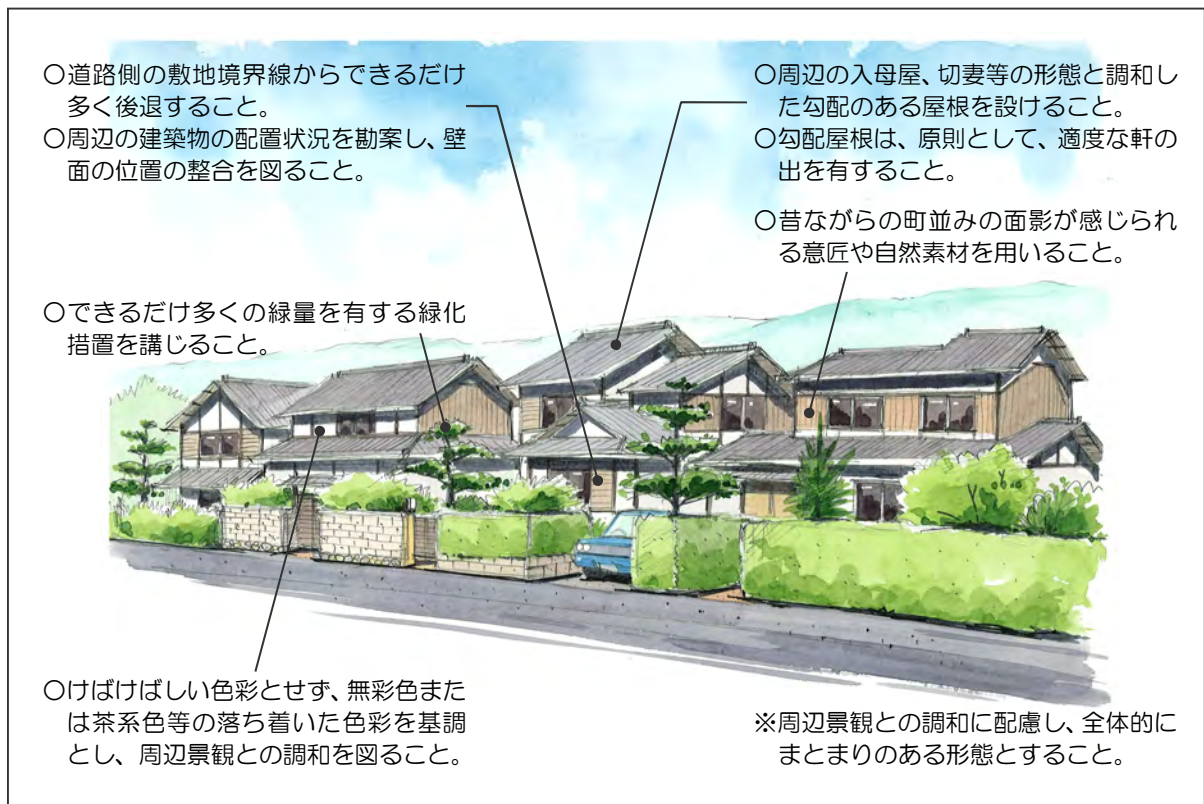 ○道路側の敷地境界線からできるだけ
多く後退すること。
○周辺の建築物の配置状況を勘案し、壁
面の位置の整合を図ること。
○周辺の入母屋、切妻等の形態と調和し
た勾配のある屋根を設けること。
○勾配屋根は、原則として、適度な軒の
出を有すること。
○昔ながらの町並みの面影が感じられ
る意匠や自然素材を用いること。
○できるだけ多くの緑量を有する緑化
措置を講じること。
○けばけばしい色彩とせず、無彩色また
は茶系色等の落ち着いた色彩を基調
とし、周辺景観との調和を図ること。
※周辺景観との調和に配慮し、全体的に
まとまりのある形態とすること。